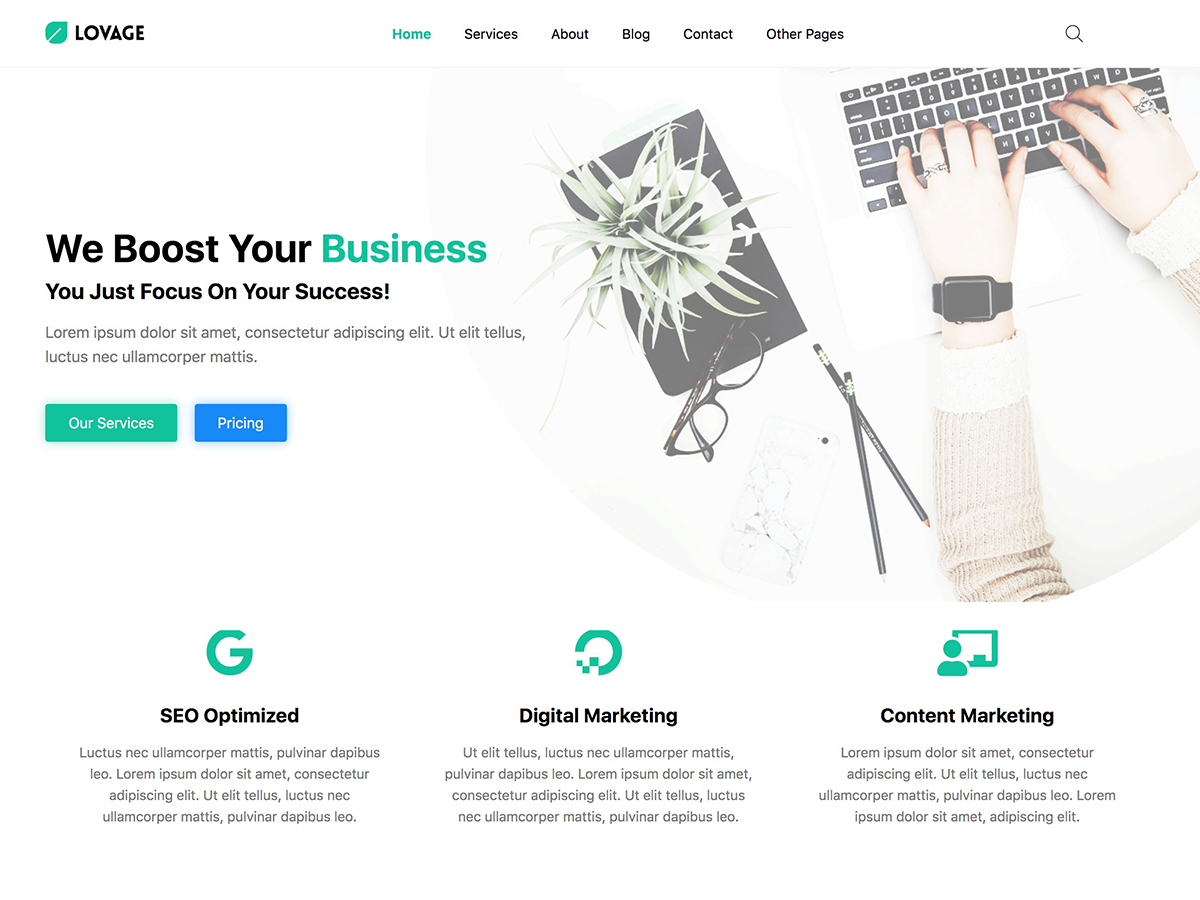 LOVAGE
Home Services About Blog Contact Other Pages
We Boost Your Business
You Just Focus On Your Success!
Lorem ipsum dolor sit amet, consectetur adipiscing elit. Ut elit tellus,
luctus nec ullamcorper mattis.
Our Services Pricing
SEO Optimized
Luctus nec ullamcorper mattis, pulvinar dapibus
leo. Lorem ipsum dolor sit amet, consectetur
adipiscing elit. Ut elit tellus, luctus nec
ullamcorper mattis, pulvinar dapibus leo.
Digital Marketing
Ut elit tellus, luctus nec ullamcorper mattis,
pulvinar dapibus leo. Lorem ipsum dolor sit amet,
consectetur adipiscing elit. Ut elit tellus, luctus
nec ullamcorper mattis, pulvinar dapibus leo.
Content Marketing
Lorem ipsum dolor sit amet, consectetur
adipiscing elit. Ut elit tellus, luctus nec
ullamcorper mattis, pulvinar dapibus leo. Lorem
ipsum dolor sit amet, adipiscing elit.